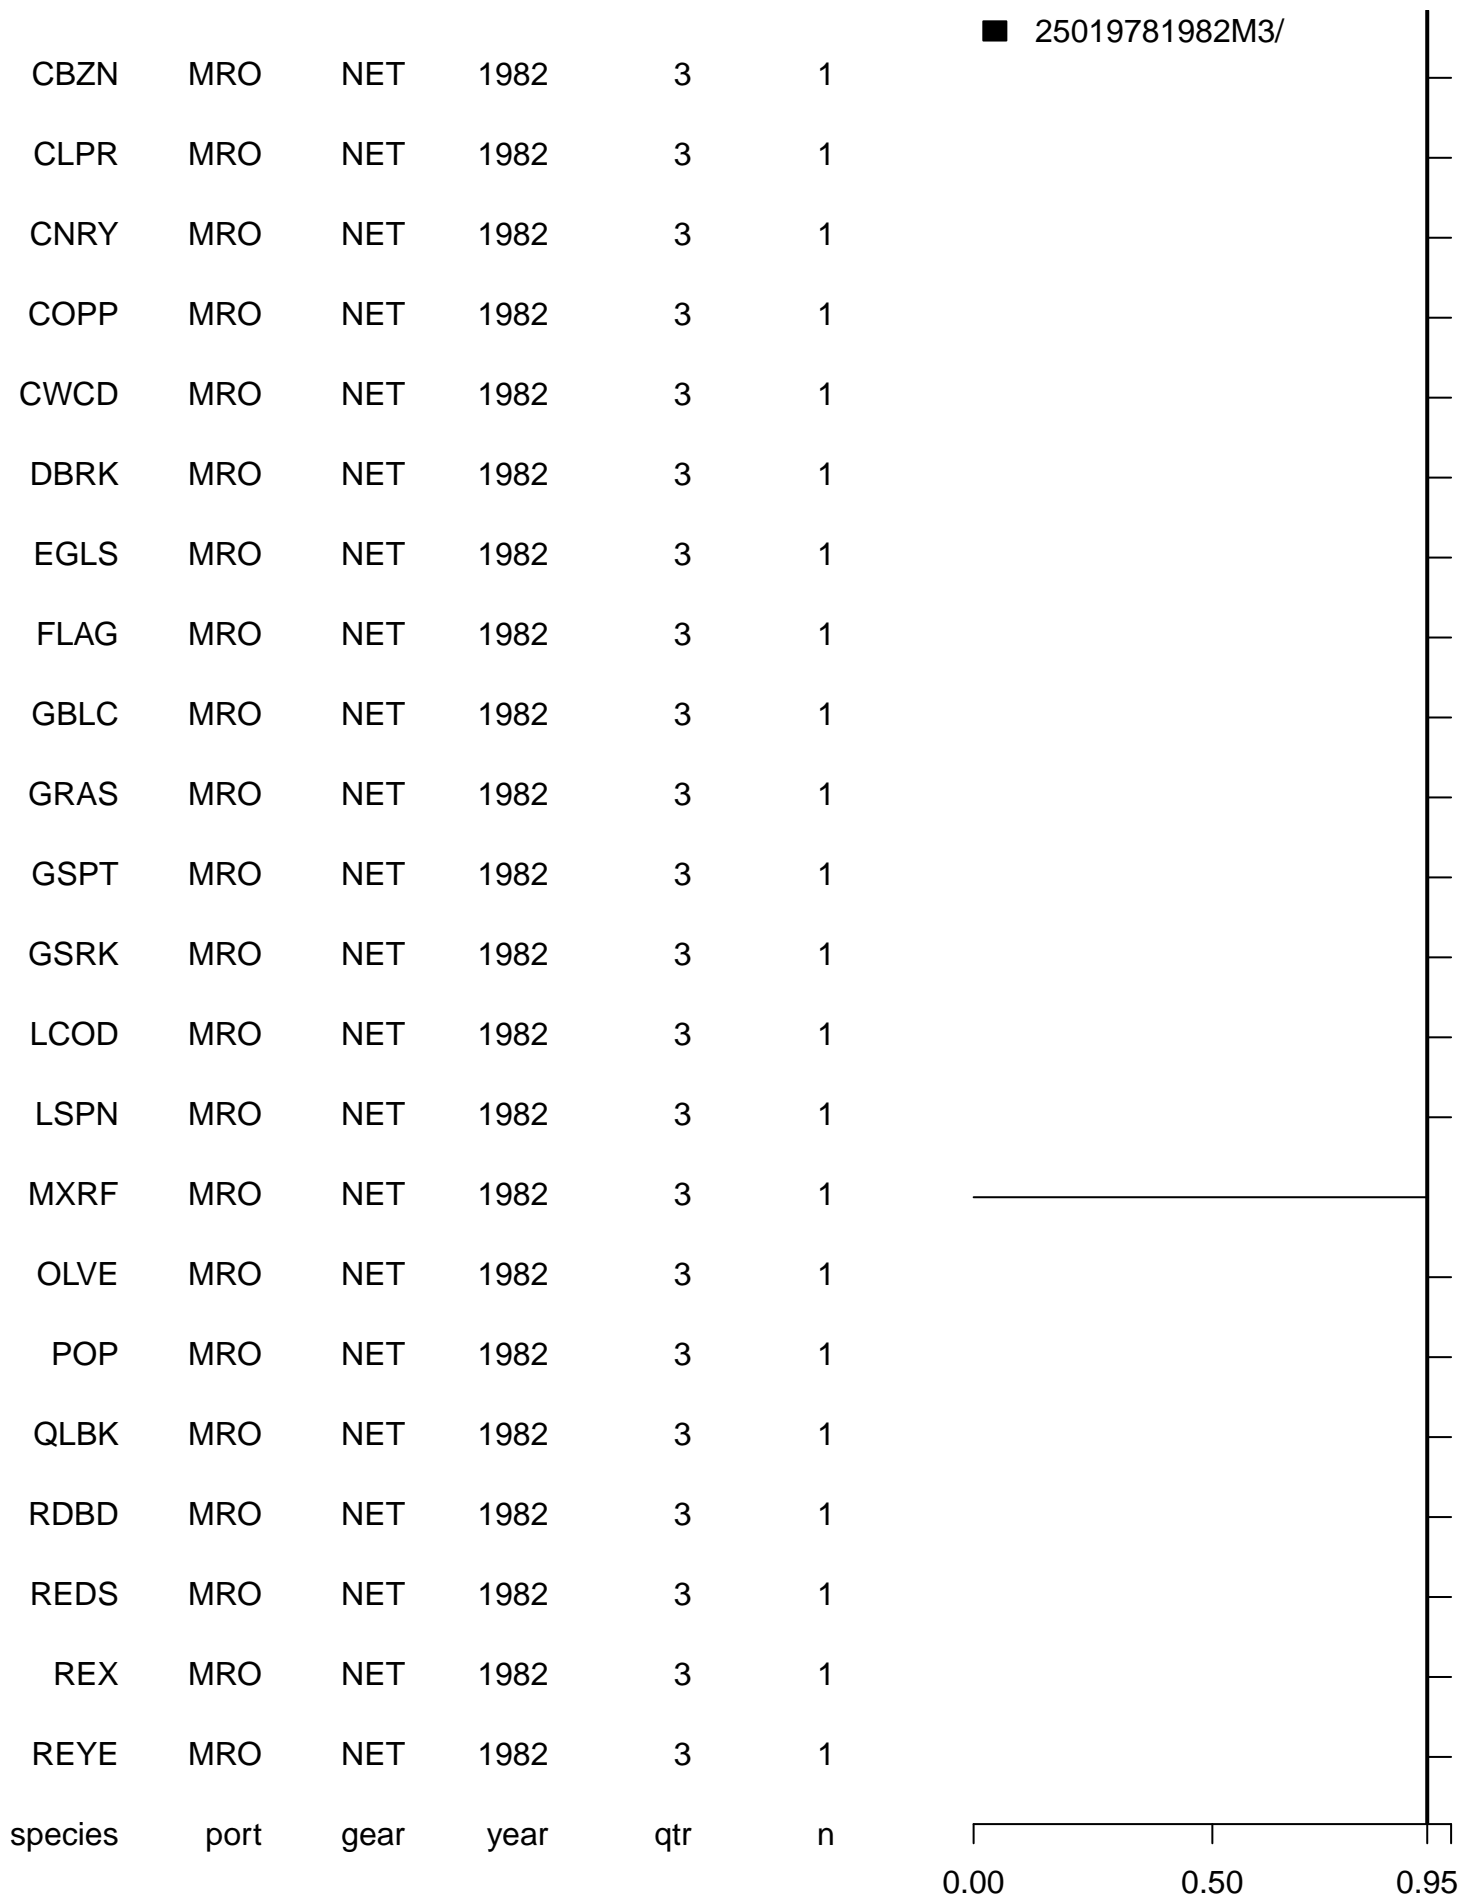 25019781982M3/
CBZN MRO NET 1982 3 1
CLPR MRO NET 1982 3 1
CNRY MRO NET 1982 3 1
COPP MRO NET 1982 3 1
CWCD MRO NET 1982 3 1
DBRK MRO NET 1982 3 1
EGLS MRO NET 1982 3 1
FLAG MRO NET 1982 3 1
GBLC MRO NET 1982 3 1
GRAS MRO NET 1982 3 1
GSPT MRO NET 1982 3 1
GSRK MRO NET 1982 3 1
LCOD MRO NET 1982 3 1
LSPN MRO NET 1982 3 1
MXRF MRO NET 1982 3 1
OLVE MRO NET 1982 3 1
POP MRO NET 1982 3 1
QLBK MRO NET 1982 3 1
RDBD MRO NET 1982 3 1
REDS MRO NET 1982 3 1
REX MRO NET 1982 3 1
REYE MRO NET 1982 3 1
species port gear year qtr n
0.00 0.50 0.95